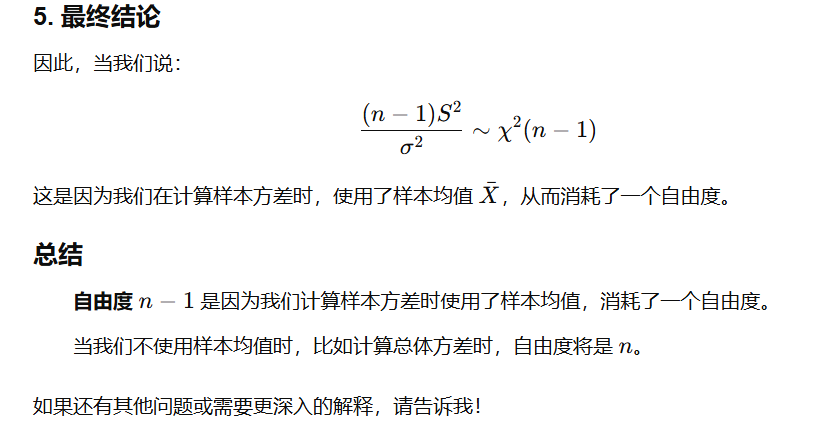 5. 最终结论
因此，当我们说：
$$\frac{(n-1)S^2}{\sigma^2} \sim \chi^2(n-1)$$
这是因为我们在计算样本方差时，使用了样本均值 $\bar{X}$，从而消耗了一个自由度。
总结
自由度 $n-1$ 是因为我们计算样本方差时使用了样本均值，消耗了一个自由度。
当我们不使用样本均值时，比如计算总体方差时，自由度将是 $n$。
如果还有其他问题或需要更深入的解释，请告诉我！